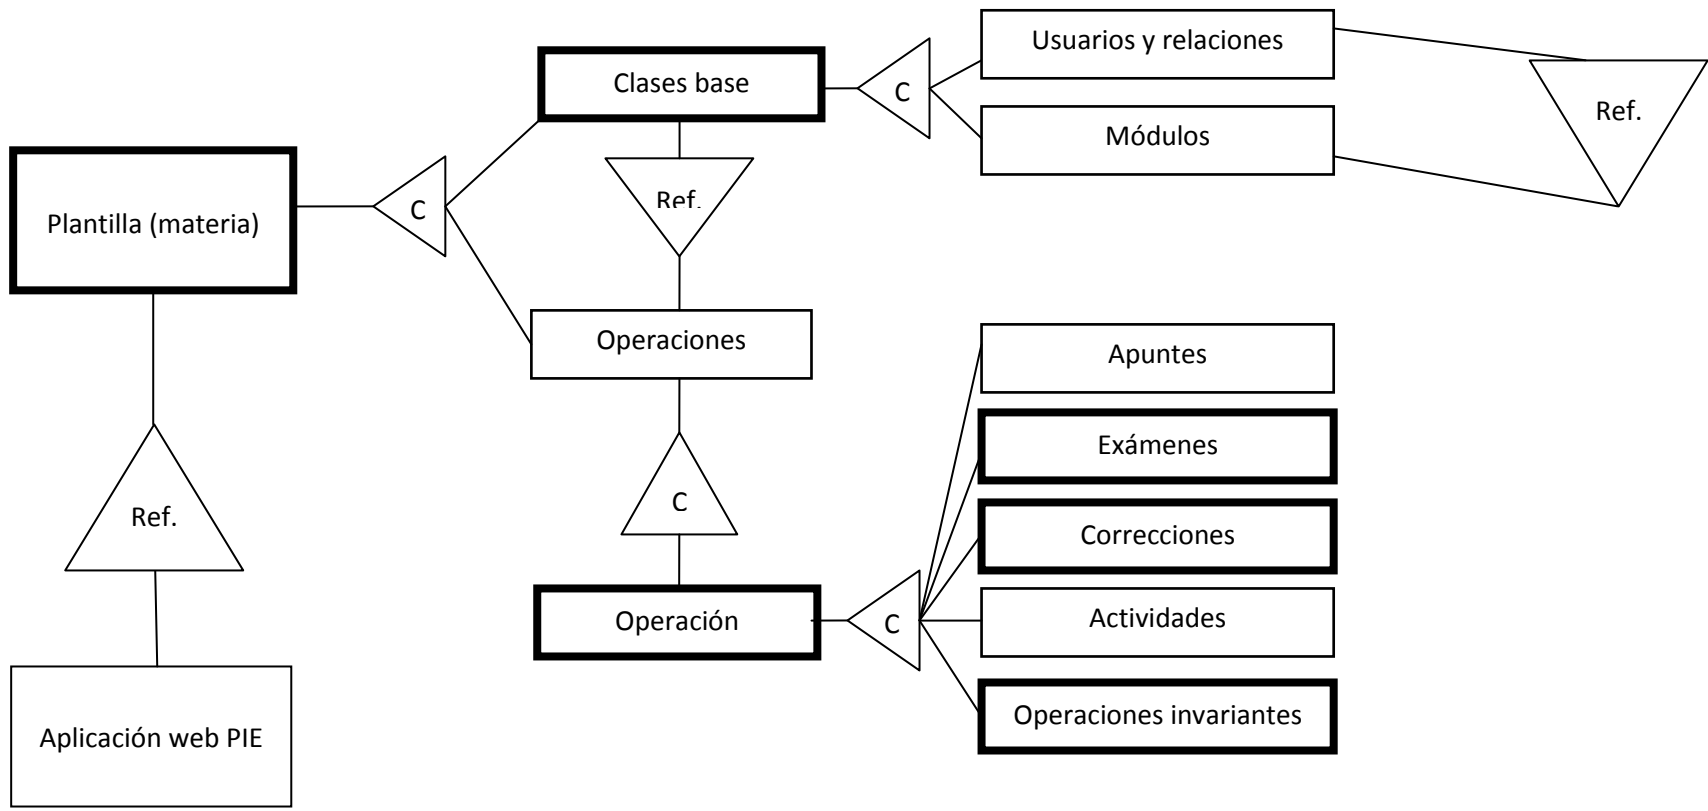 Usuarios y relaciones
Clases base
C
Ref.
Módulos
Plantilla (materia)
C
Ref.
Operaciones
Apuntes
Exámenes
Ref.
C
Correcciones
Operación
C
Actividades
Aplicación web PIE
Operaciones invariantes